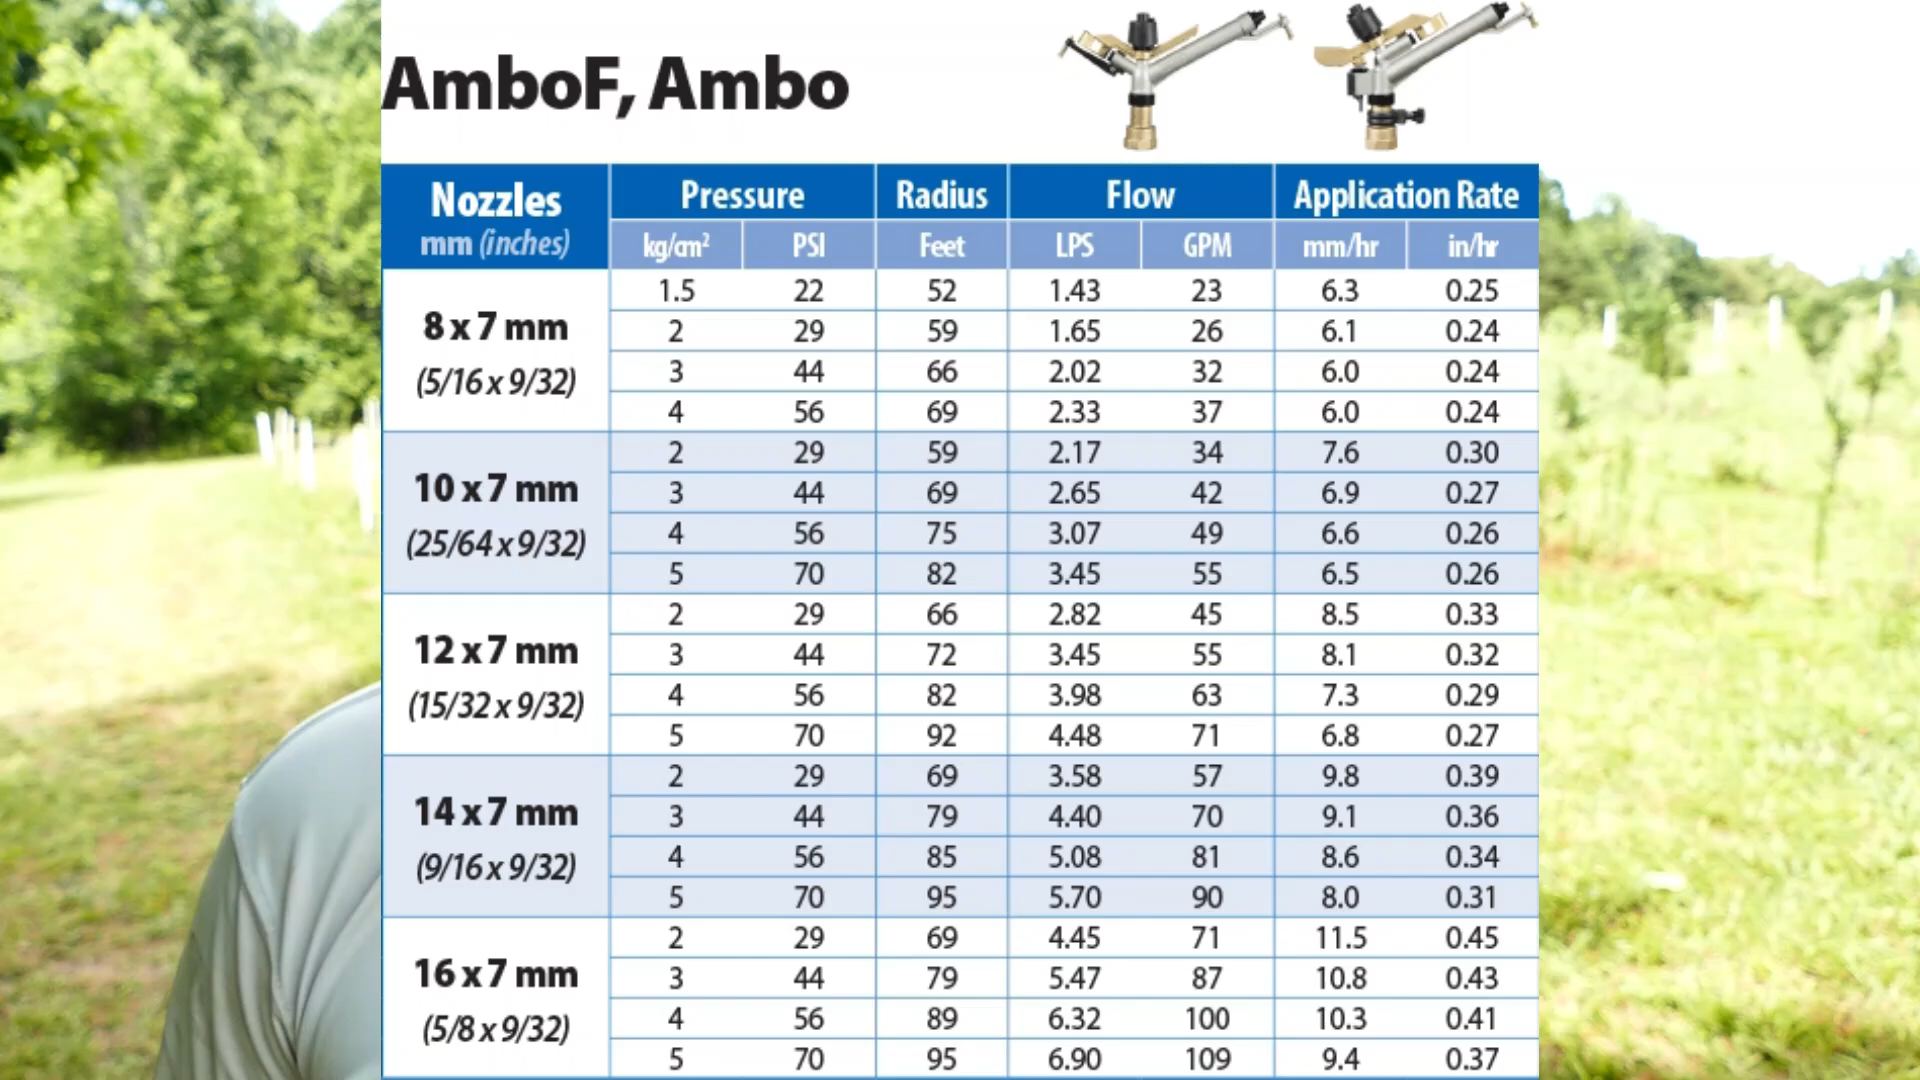 AmboF, Ambo
Nozzles Pressure Radius Flow Application Rate
mm (inches) kg/cm² PSI Feet LPS GPM mm/hr in/hr
8 x 7 mm
(5/16 x 9/32)
1.5 22 52 1.43 23 6.3 0.25
2 29 59 1.65 26 6.1 0.24
3 44 66 2.02 32 6.0 0.24
4 56 69 2.33 37 6.0 0.24
10 x 7 mm
(25/64 x 9/32)
2 29 59 2.17 34 7.6 0.30
3 44 69 2.65 42 6.9 0.27
4 56 75 3.07 49 6.6 0.26
5 70 82 3.45 55 6.5 0.26
12 x 7 mm
(15/32 x 9/32)
2 29 66 2.82 45 8.5 0.33
3 44 72 3.45 55 8.1 0.32
4 56 82 3.98 63 7.3 0.29
5 70 92 4.48 71 6.8 0.27
14 x 7 mm
(9/16 x 9/32)
2 29 69 3.58 57 9.8 0.39
3 44 79 4.40 70 9.1 0.36
4 56 85 5.08 81 8.6 0.34
5 70 95 5.70 90 8.0 0.31
16 x 7 mm
(5/8 x 9/32)
2 29 69 4.45 71 11.5 0.45
3 44 79 5.47 87 10.8 0.43
4 56 89 6.32 100 10.3 0.41
5 70 95 6.90 109 9.4 0.37